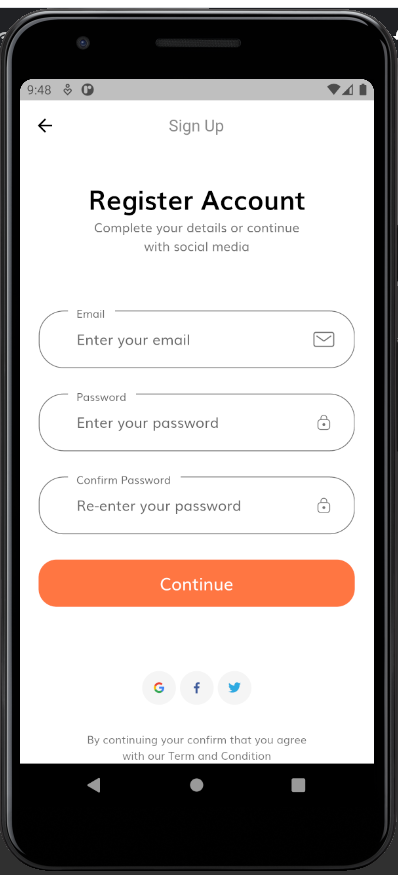 9:48
Sign Up
Register Account
Complete your details or continue
with social media
Email
Enter your email
Password
Enter your password
Confirm Password
Re-enter your password
Continue
By continuing your confirm that you agree
with our Term and Condition